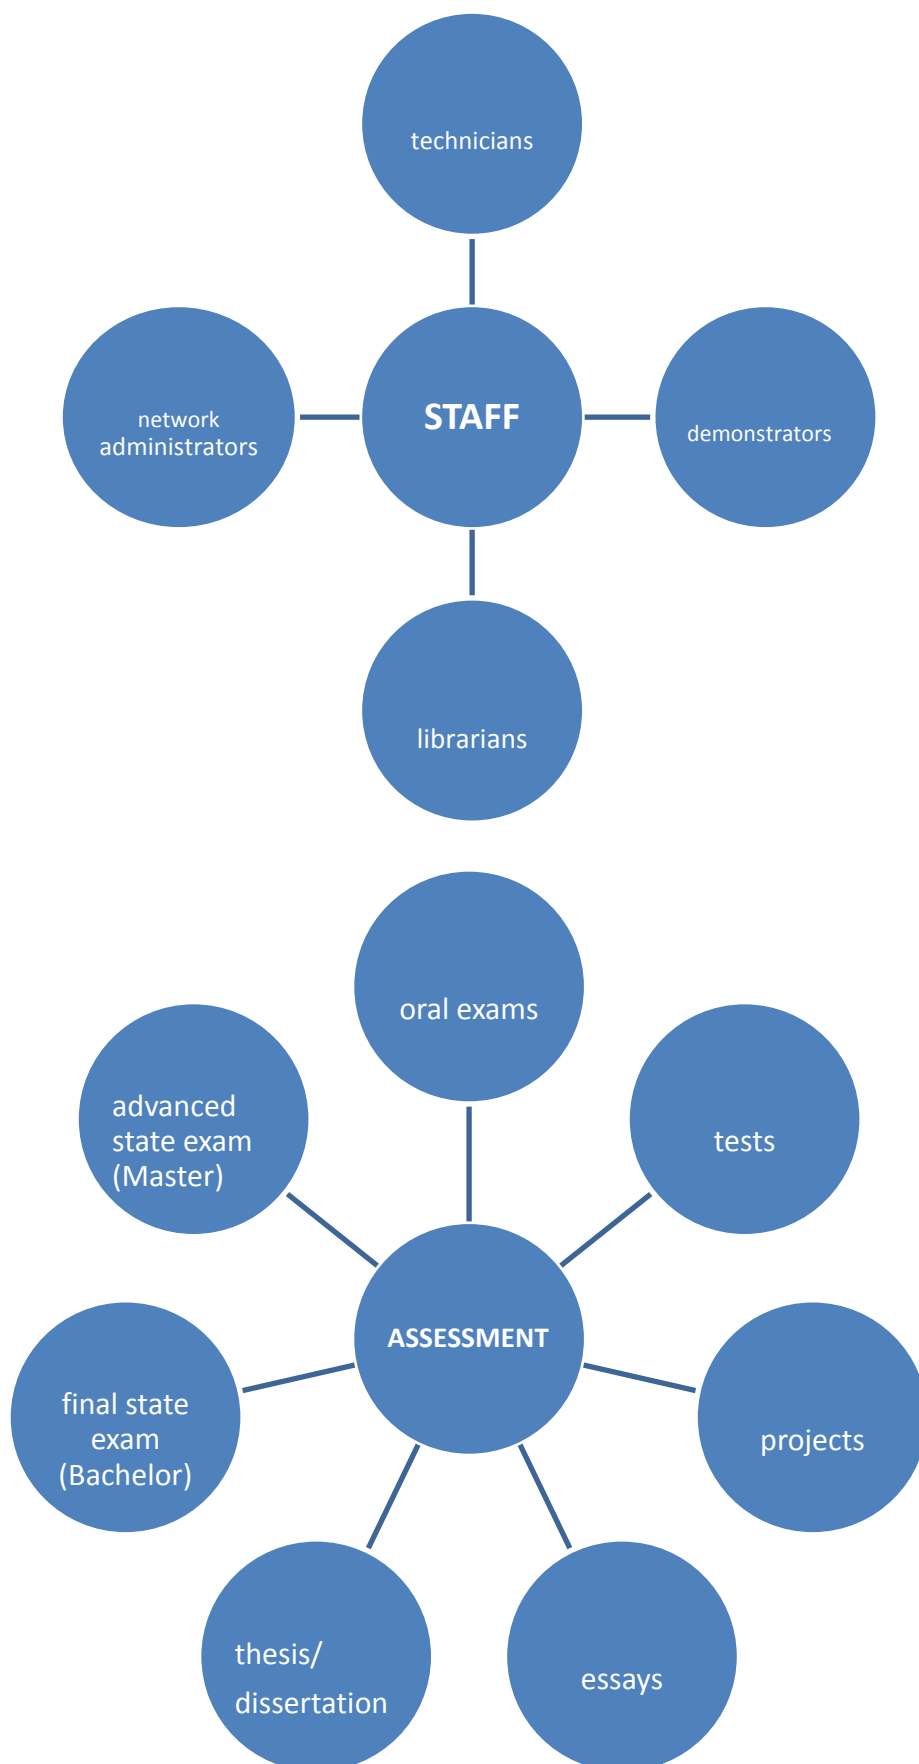 technicians
network
administrators
STAFF
demonstrators
librarians
oral exams
advanced
state exam
(Master)
tests
ASSESSMENT
final state
exam
(Bachelor)
projects
thesis/
dissertation
essays